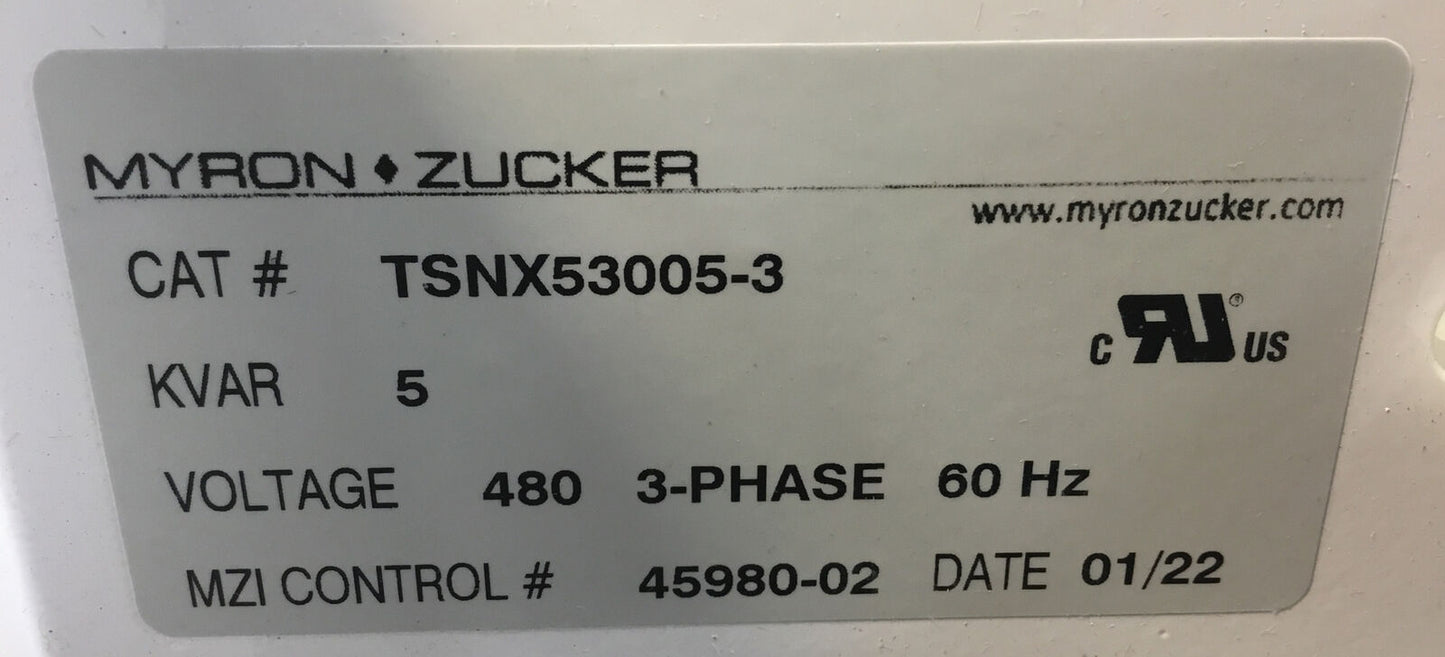 MYRON ♦ ZUCKER
www.myronzucker.com
CAT # TSNX53005-3
c RU ® US
KVAR 5
VOLTAGE 480 3-PHASE 60 Hz
MZI CONTROL # 45980-02 DATE 01/22